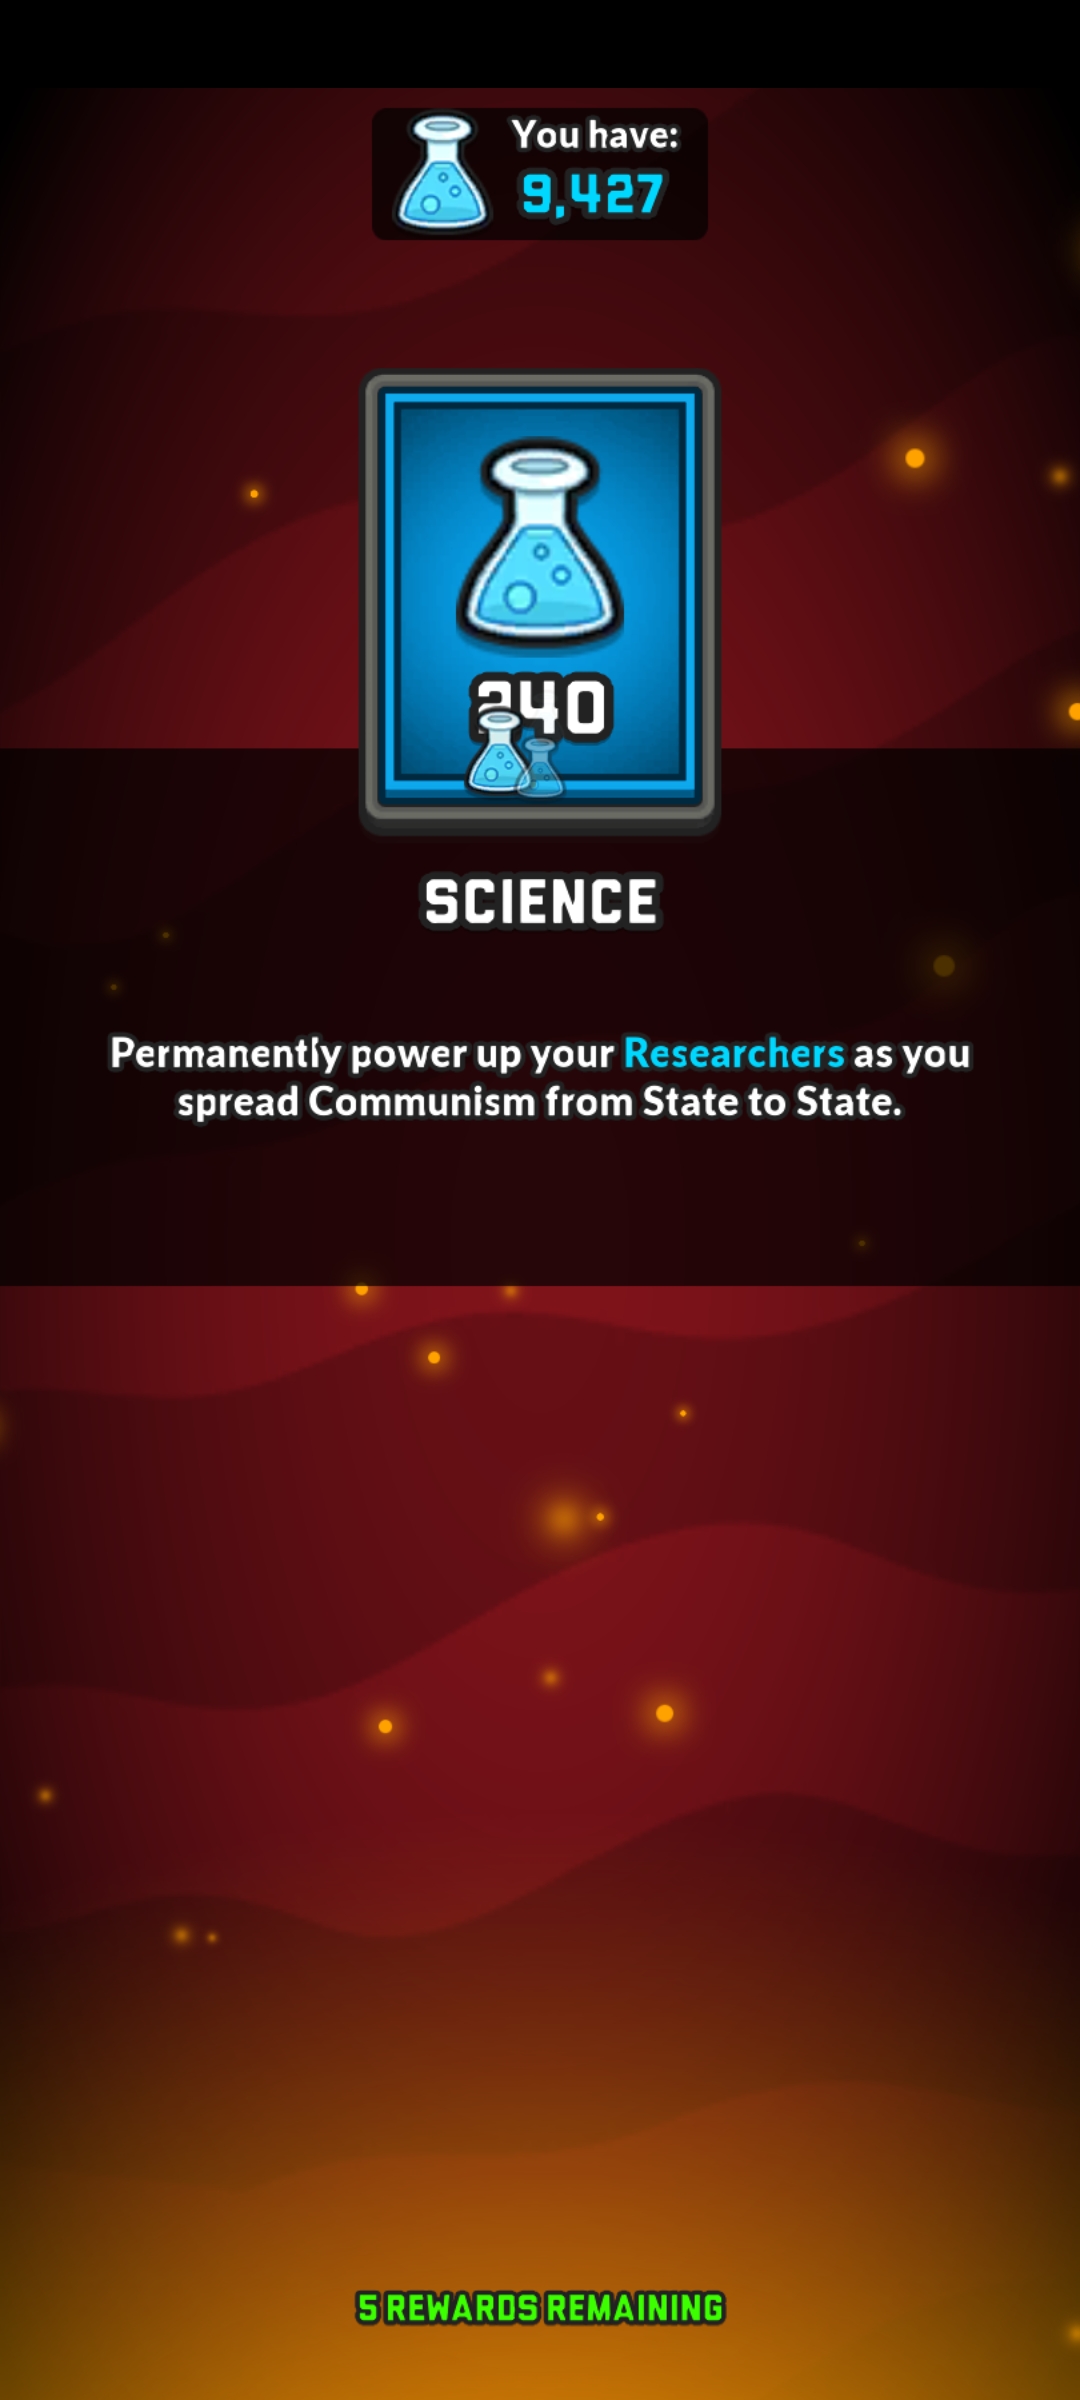 You have:
9,427
240
SCIENCE
Permanently power up your Researchers as you
spread Communism from State to State.
5 REWARDS REMAINING